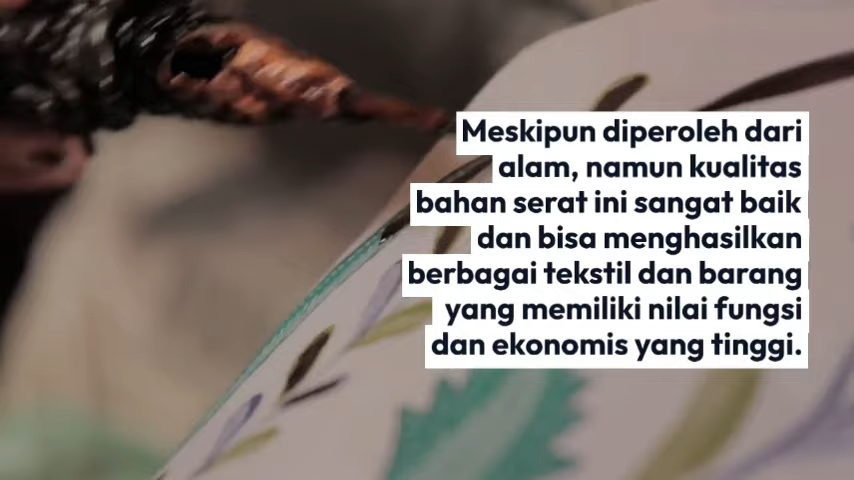 Meskipun diperoleh dari
alam, namun kualitas
bahan serat ini sangat baik
dan bisa menghasilkan
berbagai tekstil dan barang
yang memiliki nilai fungsi
dan ekonomis yang tinggi.